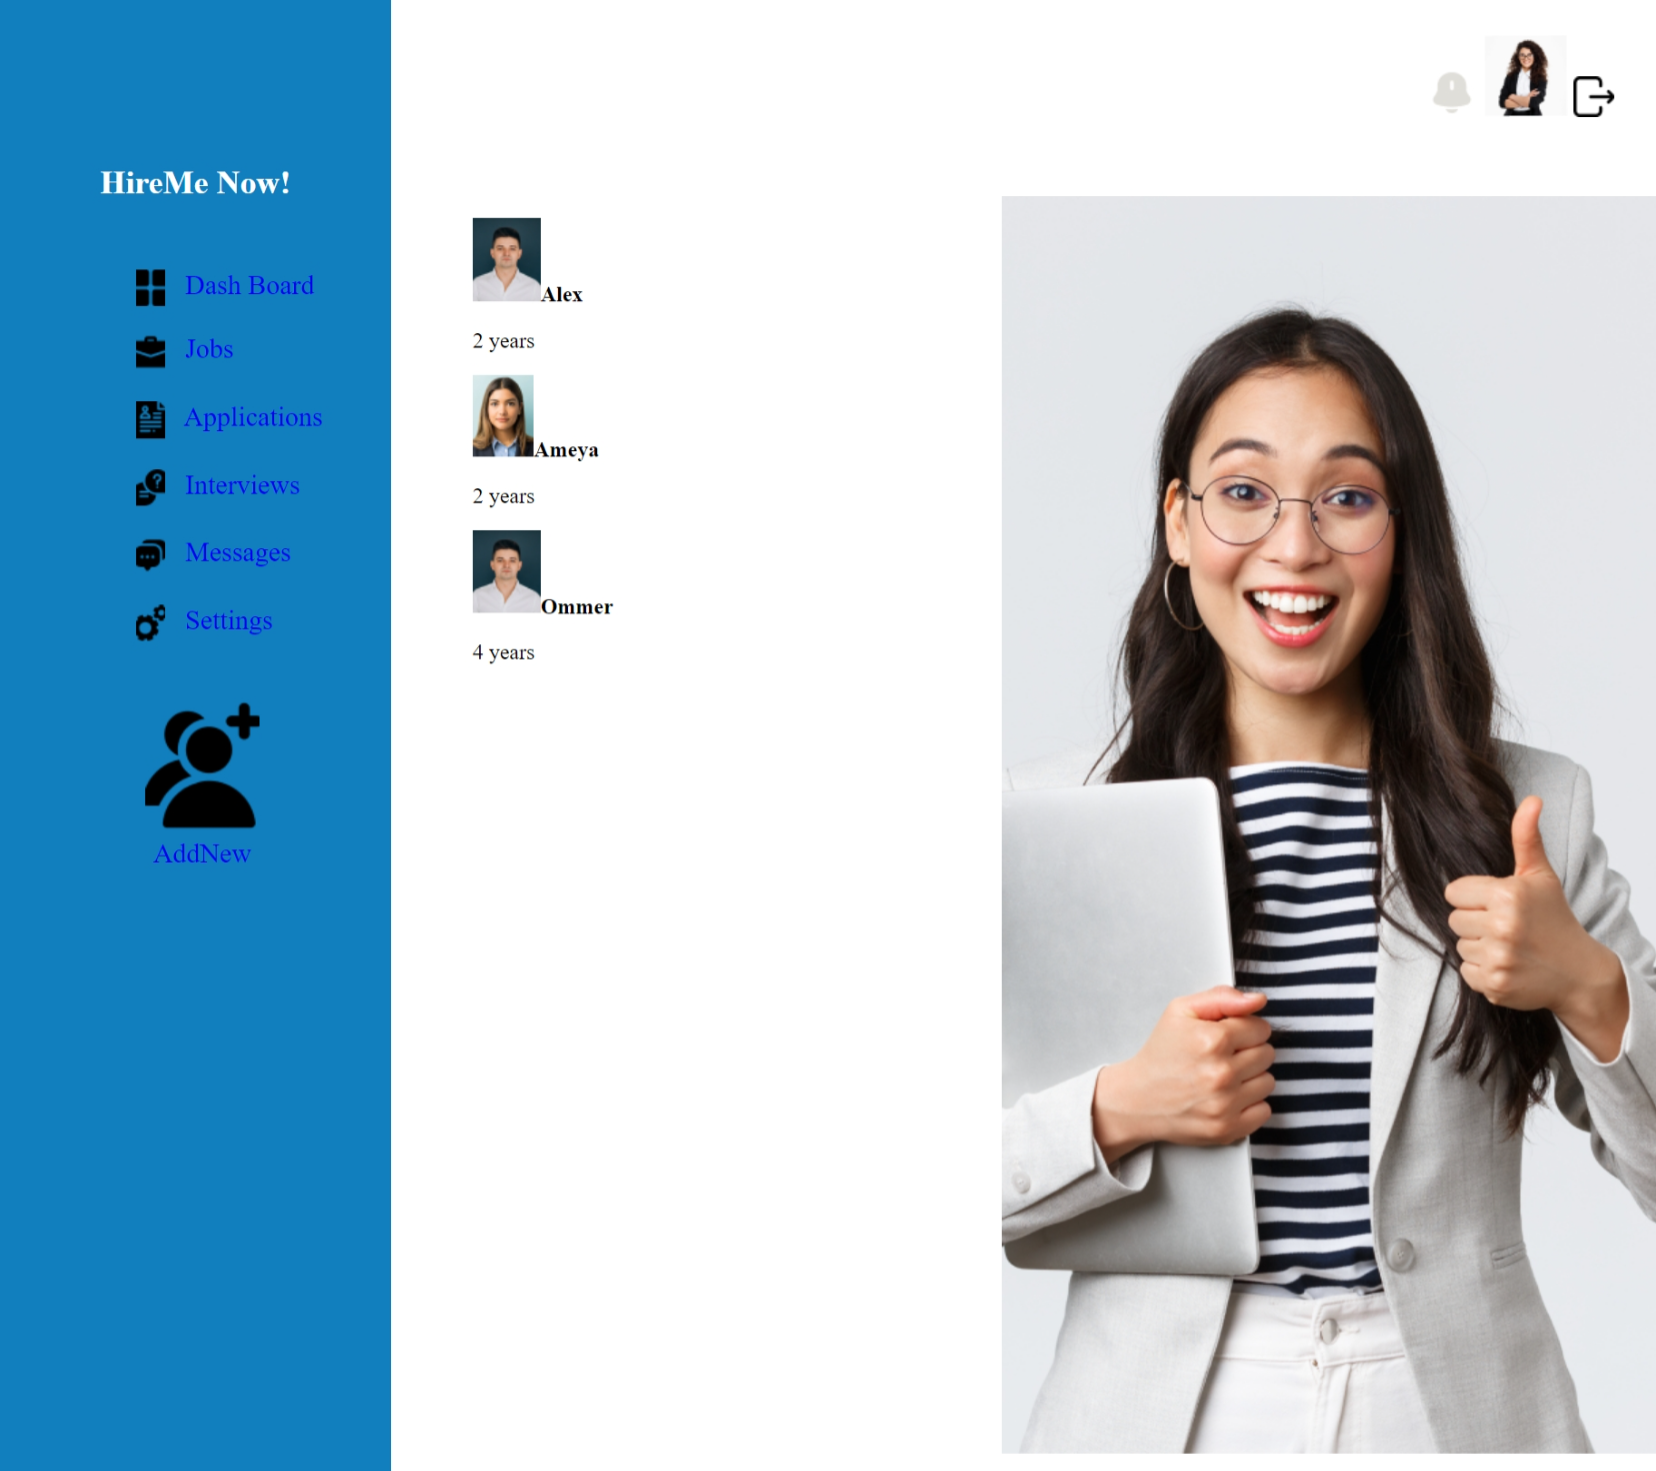 HireMe Now!
Dash Board
Jobs
Applications
Interviews
Messages
Settings
AddNew
Alex
2 years
Ameya
2 years
Ommer
4 years